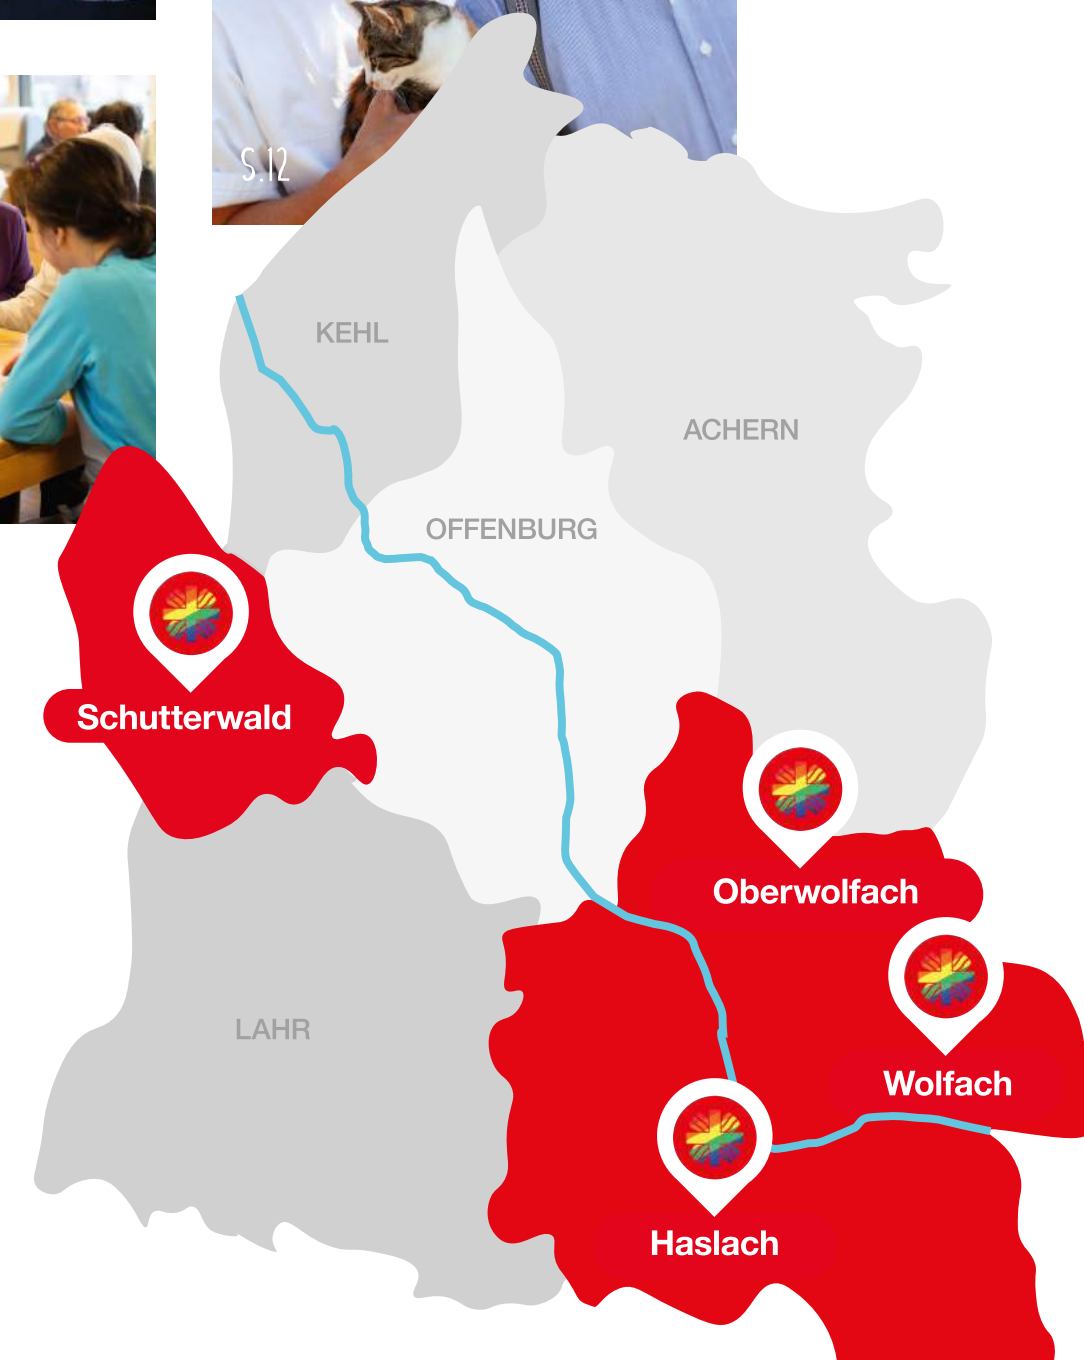 S.12
KEHL
ACHERN
OFFENBURG
Schutterwald
Oberwolfach
LAHR
Wolfach
Haslach